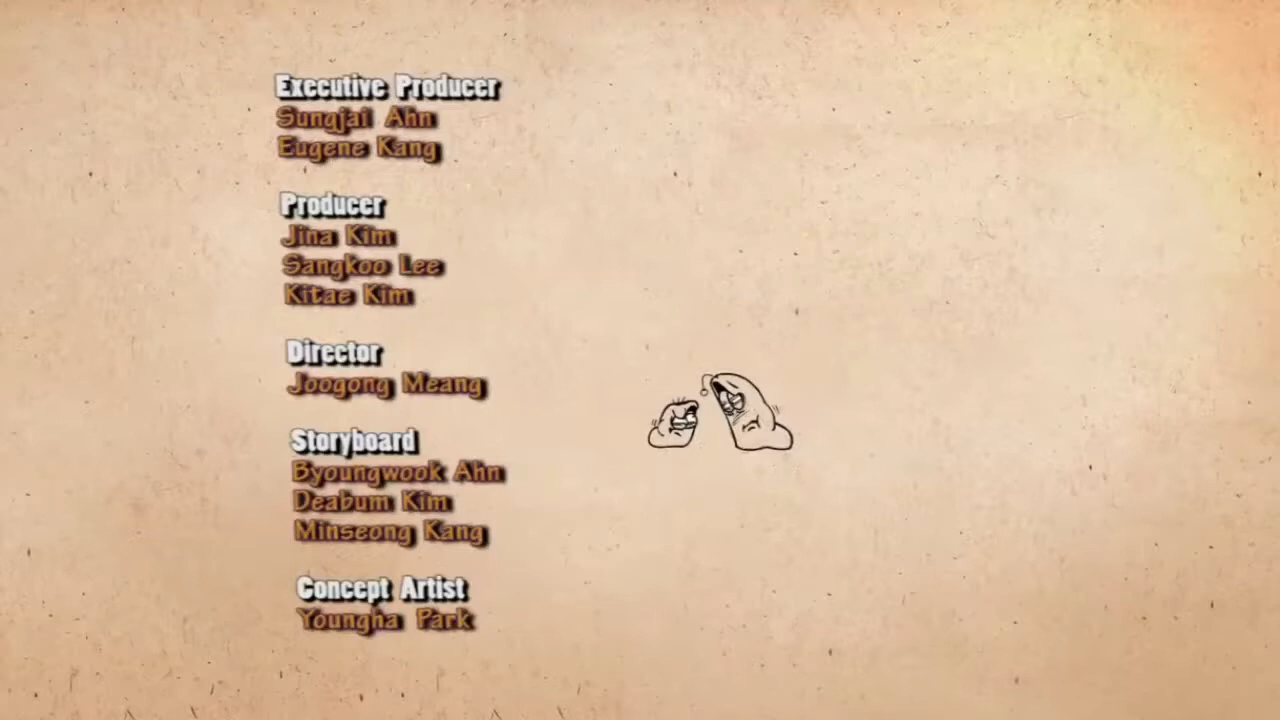 Executive Producer
Sungjai Ahn
Eugene Kang
Producer
Jina Kim
Sangkoo Lee
Kitae Kim
Director
Joogong Meang
Storyboard
Byoungwook Ahn
Deabum Kim
Minseong Kang
Concept Artist
Youngha Park